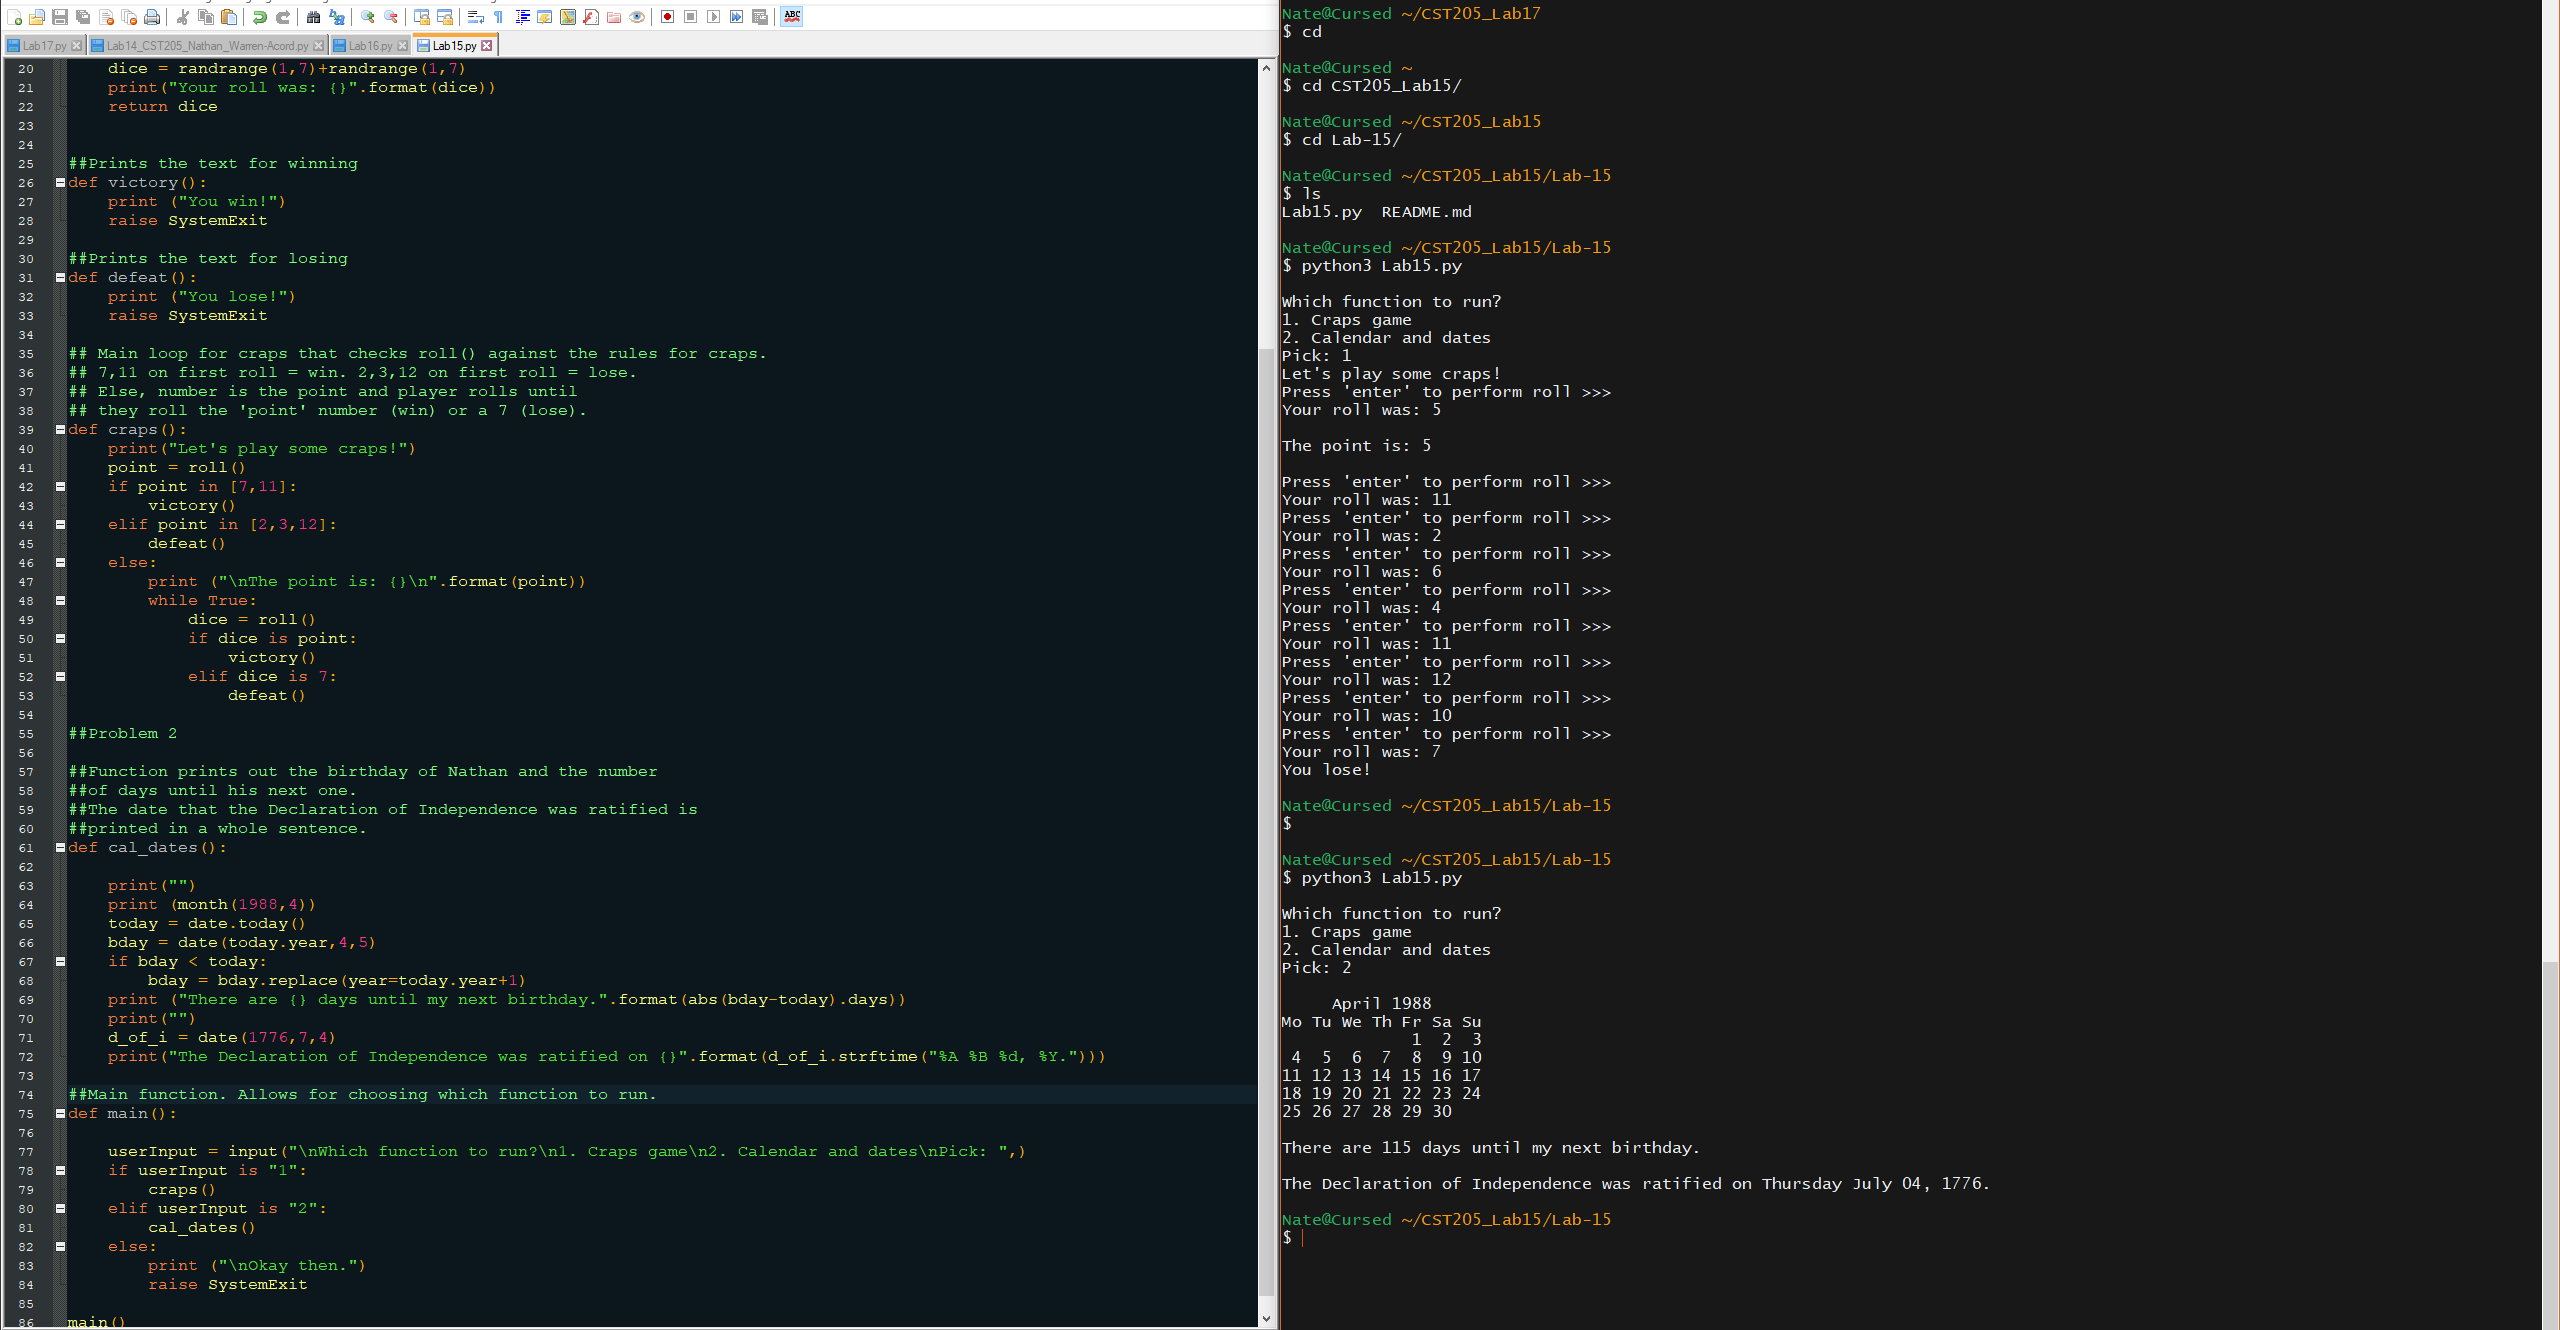 Lab17.py
Lab14_CST205_Nathan_Warren-Acord.py
Lab16.py
Lab15.py
20 dice = randrange(1,7)+randrange(1,7)
21 print("Your roll was: {}".format(dice))
22 return dice
23
24
25 ##Prints the text for winning
26 def victory():
27 print ("You win!")
28 raise SystemExit
29
30 ##Prints the text for losing
31 def defeat():
32 print ("You lose!")
33 raise SystemExit
34
35 ## Main loop for craps that checks roll() against the rules for craps.
36 ## 7,11 on first roll = win. 2,3,12 on first roll = lose.
37 ## Else, number is the point and player rolls until
38 ## they roll the 'point' number (win) or a 7 (lose).
39 def craps():
40 print("Let's play some craps!")
41 point = roll()
42 if point in [7,11]:
43 victory()
44 elif point in [2,3,12]:
45 defeat()
46 else:
47 print ("\nThe point is: {}\n".format(point))
48 while True:
49 dice = roll()
50 if dice is point:
51 victory()
52 elif dice is 7:
53 defeat()
54
55 ##Problem 2
56
57 ##Function prints out the birthday of Nathan and the number
58 ##of days until his next one.
59 ##The date that the Declaration of Independence was ratified is
60 ##printed in a whole sentence.
61 def cal_dates():
62
63 print("")
64 print (month(1988,4))
65 today = date.today()
66 bday = date(today.year,4,5)
67 if bday < today:
68 bday = bday.replace(year=today.year+1)
69 print ("There are {} days until my next birthday.".format(abs(bday-today).days))
70 print("")
71 d_of_i = date(1776,7,4)
72 print("The Declaration of Independence was ratified on {}".format(d_of_i.strftime("%A %B %d, %Y.")))
73
74 ##Main function. Allows for choosing which function to run.
75 def main():
76
77 userInput = input("\nWhich function to run?\n1. Craps game\n2. Calendar and dates\nPick: ",)
78 if userInput is "1":
79 craps()
80 elif userInput is "2":
81 cal_dates()
82 else:
83 print ("\nOkay then.")
84 raise SystemExit
85
86 main()
Nate@Cursed ~/CST205_Lab17
$ cd
Nate@Cursed ~
$ cd CST205_Lab15/
Nate@Cursed ~/CST205_Lab15
$ cd Lab-15/
Nate@Cursed ~/CST205_Lab15/Lab-15
$ ls
Lab15.py  README.md
Nate@Cursed ~/CST205_Lab15/Lab-15
$ python3 Lab15.py
Which function to run?
1. Craps game
2. Calendar and dates
Pick: 1
Let's play some craps!
Press 'enter' to perform roll >>>
Your roll was: 5
The point is: 5
Press 'enter' to perform roll >>>
Your roll was: 11
Press 'enter' to perform roll >>>
Your roll was: 2
Press 'enter' to perform roll >>>
Your roll was: 6
Press 'enter' to perform roll >>>
Your roll was: 4
Press 'enter' to perform roll >>>
Your roll was: 11
Press 'enter' to perform roll >>>
Your roll was: 12
Press 'enter' to perform roll >>>
Your roll was: 10
Press 'enter' to perform roll >>>
Your roll was: 7
You lose!
Nate@Cursed ~/CST205_Lab15/Lab-15
$
Nate@Cursed ~/CST205_Lab15/Lab-15
$ python3 Lab15.py
Which function to run?
1. Craps game
2. Calendar and dates
Pick: 2
April 1988
Mo Tu We Th Fr Sa Su
1 2 3
4 5 6 7 8 9 10
11 12 13 14 15 16 17
18 19 20 21 22 23 24
25 26 27 28 29 30
There are 115 days until my next birthday.
The Declaration of Independence was ratified on Thursday July 04, 1776.
Nate@Cursed ~/CST205_Lab15/Lab-15
$